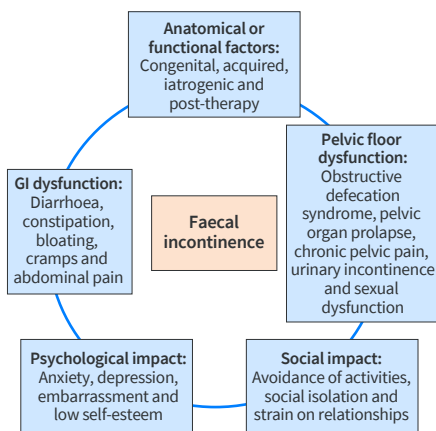 Anatomical or
functional factors:
Congenital, acquired,
iatrogenic and
post-therapy
Pelvic floor
dysfunction:
Obstructive
defecation
syndrome, pelvic
organ prolapse,
chronic pelvic pain,
urinary incontinence
and sexual
dysfunction
GI dysfunction:
Diarrhoea,
constipation,
bloating,
cramps and
abdominal pain
Faecal
incontinence
Psychological impact:
Anxiety, depression,
embarrassment and
low self-esteem
Social impact:
Avoidance of activities,
social isolation and
strain on relationships